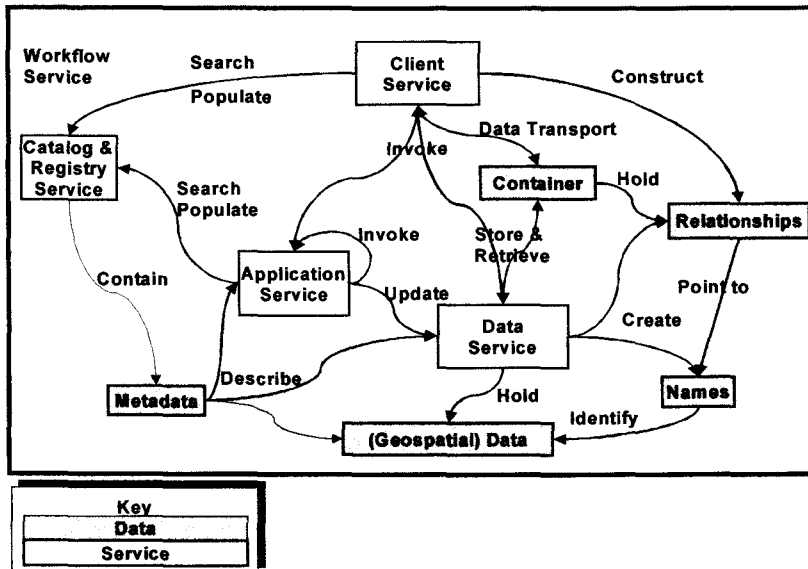 Workflow
Service
Search
Populate
Client
Service
Construct
Catalog &
Registry
Service
Search
Populate
Invoke
Data Transport
Container
Hold
Relationships
Invoke
Store &
Retrieve
Contain
Application
Service
Update
Data
Service
Point to
Create
Metadata
Describe
Hold
Names
Identify
(Geospatial) Data
Key
Data
Service